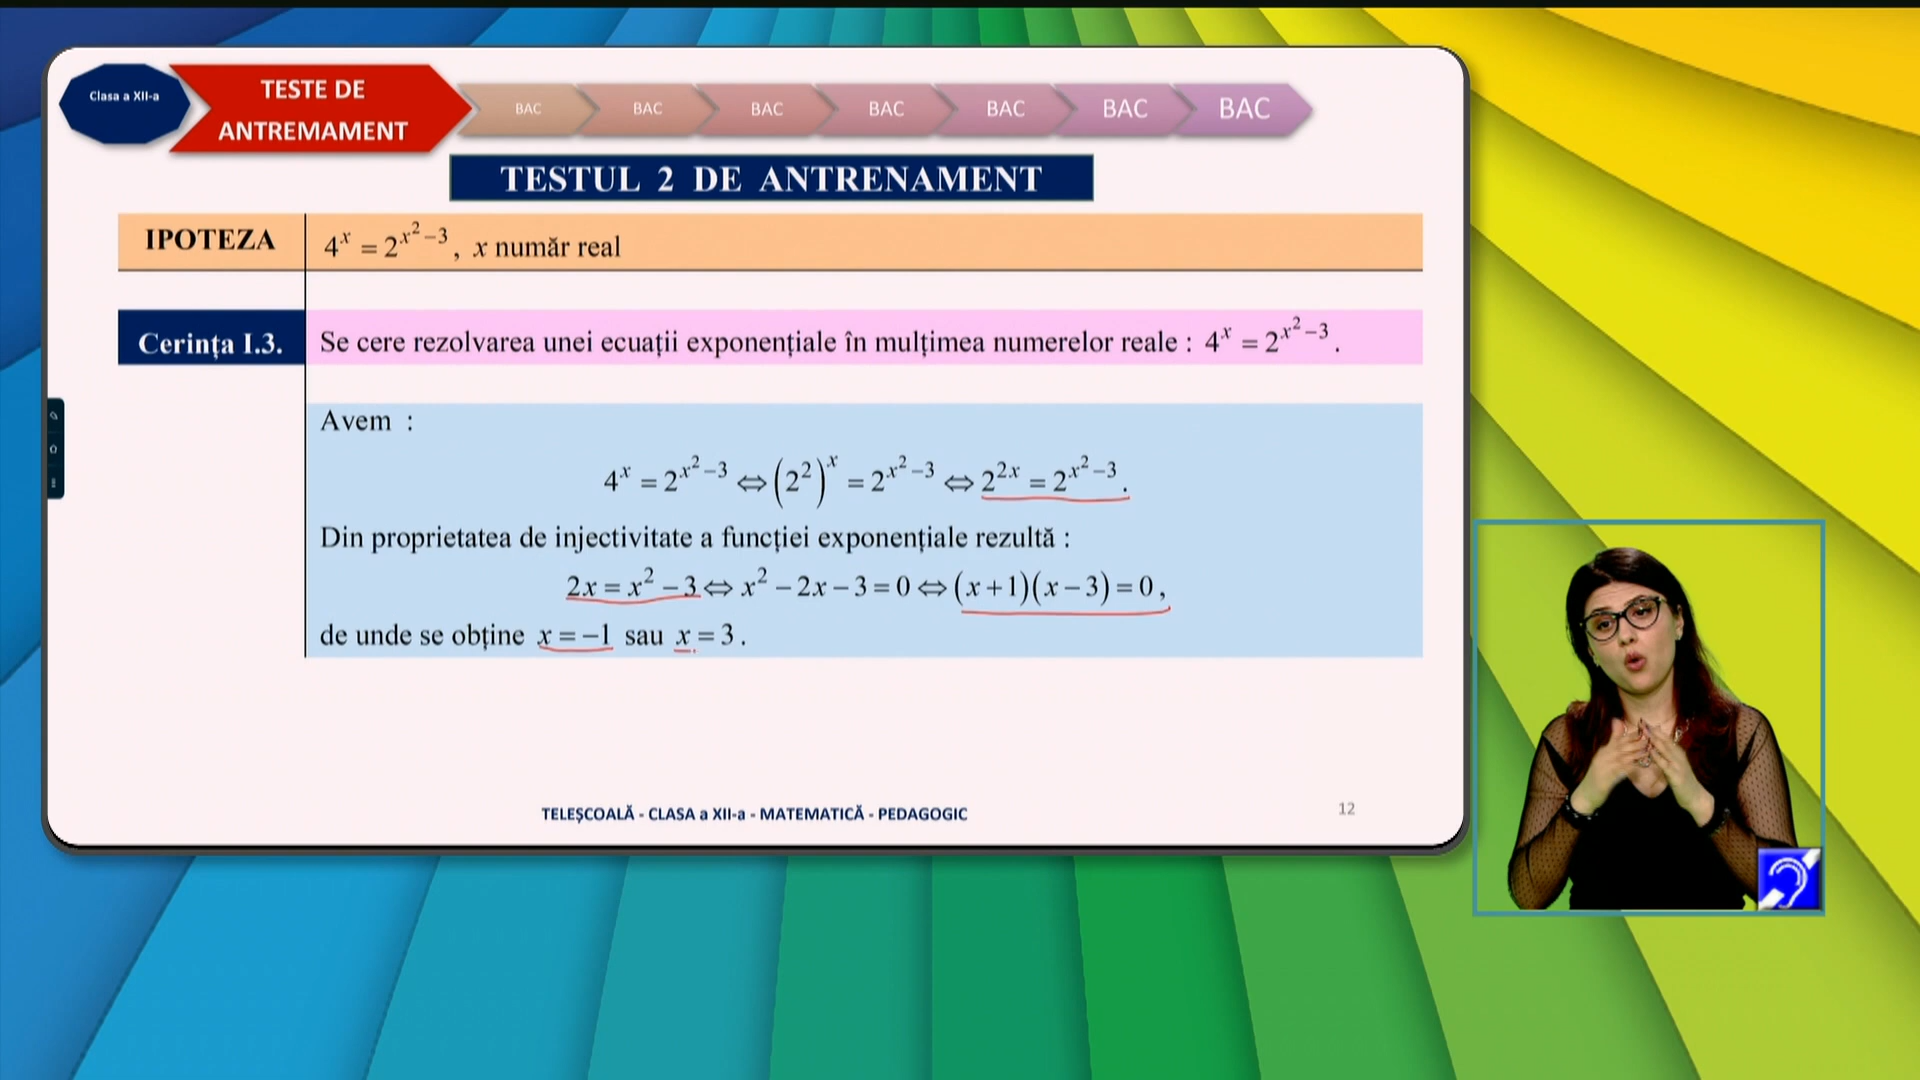 Clasa a XII-a
TESTE DE
ANTREMAMENT
BAC BAC BAC BAC BAC BAC BAC
TESTUL 2 DE ANTRENAMENT
IPOTEZA
4^x = 2^{x^2-3}, x număr real
Cerința I.3.
Se cere rezolvarea unei ecuații exponențiale în mulțimea numerelor reale : 4^x = 2^{x^2-3}.
Avem :
4^x = 2^{x^2-3} ⇔ (2^2)^x = 2^{x^2-3} ⇔ 2^{2x} = 2^{x^2-3}.
Din proprietatea de injectivitate a funcției exponențiale rezultă :
2x = x^2 − 3 ⇔ x^2 − 2x − 3 = 0 ⇔ (x+1)(x−3) = 0,
de unde se obține x = −1 sau x = 3.
TELEȘCOALĂ - CLASA a XII-a - MATEMATICĂ - PEDAGOGIC
12